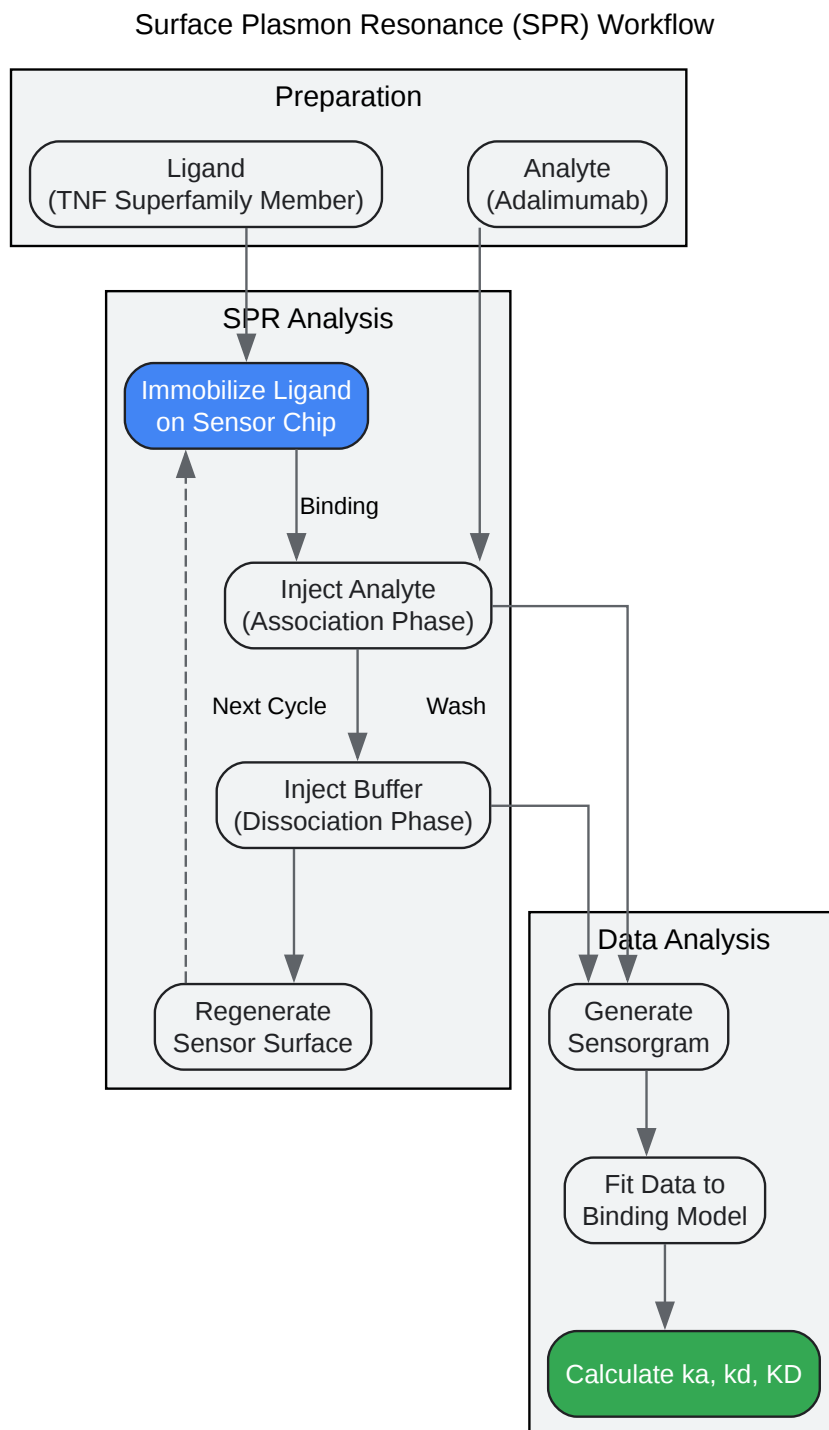 Surface Plasmon Resonance (SPR) Workflow
Preparation
Ligand
(TNF Superfamily Member)
Analyte
(Adalimumab)
SPR Analysis
Immobilize Ligand
on Sensor Chip
Binding
Inject Analyte
(Association Phase)
Next Cycle
Wash
Inject Buffer
(Dissociation Phase)
Regenerate
Sensor Surface
Data Analysis
Generate
Sensorgram
Fit Data to
Binding Model
Calculate ka, kd, KD